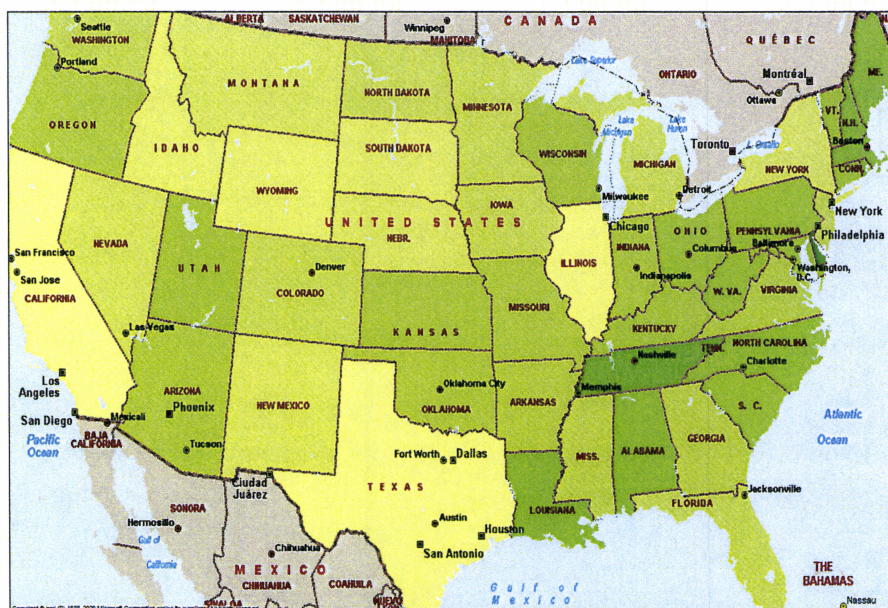 Seattle
WASHINGTON
ALBERTA
SASKATCHEWAN
Winnipeg
MANITOBA
CANADA
QUÉBEC
ONTARIO
Montréal
Ottawa
ME.
VT.
N.H.
Boston
CONN.
Portland
OREGON
IDAHO
MONTANA
NORTH DAKOTA
SOUTH DAKOTA
MINNESOTA
Lake Superior
Lake Michigan
Lake Huron
L. Ontario
Toronto
WISCONSIN
MICHIGAN
NEW YORK
WYOMING
IOWA
Milwaukee
Detroit
Chicago
New York
Philadelphia
UNITED STATES
NEBR.
NEVADA
UTAH
COLORADO
Denver
ILLINOIS
INDIANA
Indianapolis
OHIO
Columbus
PENNSYLVANIA
Baltimore
Washington, D.C.
W. VA.
VIRGINIA
San Francisco
San Jose
CALIFORNIA
Las Vegas
KANSAS
MISSOURI
KENTUCKY
TENN.
Nashville
Memphis
NORTH CAROLINA
Charlotte
S. C.
Los Angeles
San Diego
Mexicali
BAJA CALIFORNIA
Pacific Ocean
ARIZONA
Phoenix
Tucson
NEW MEXICO
Oklahoma City
OKLAHOMA
ARKANSAS
MISS.
ALABAMA
GEORGIA
Atlantic Ocean
Ciudad Juárez
TEXAS
Fort Worth
Dallas
Austin
Houston
San Antonio
LOUISIANA
Jacksonville
FLORIDA
SONORA
Hermosillo
Gulf of California
Chihuahua
MEXICO
CHIHUAHUA
COAHUILA
Gulf of Mexico
THE BAHAMAS
Nassau